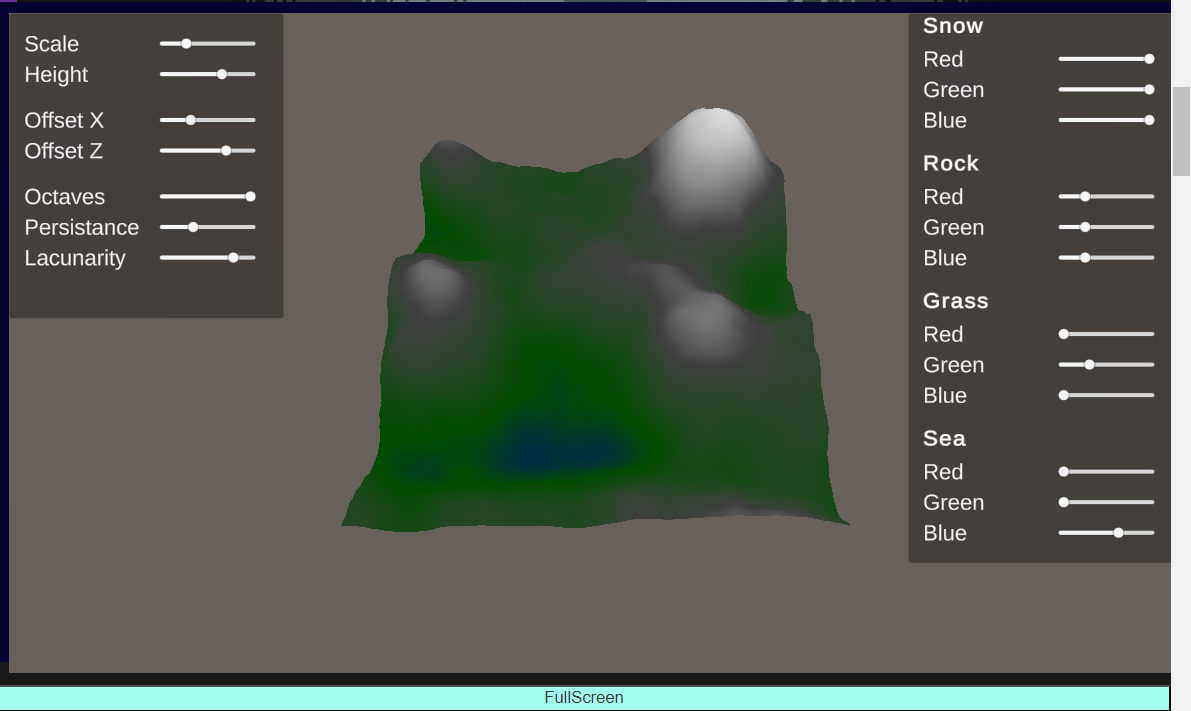 Scale
Height
Offset X
Offset Z
Octaves
Persistance
Lacunarity
Snow
Red
Green
Blue
Rock
Red
Green
Blue
Grass
Red
Green
Blue
Sea
Red
Green
Blue
FullScreen